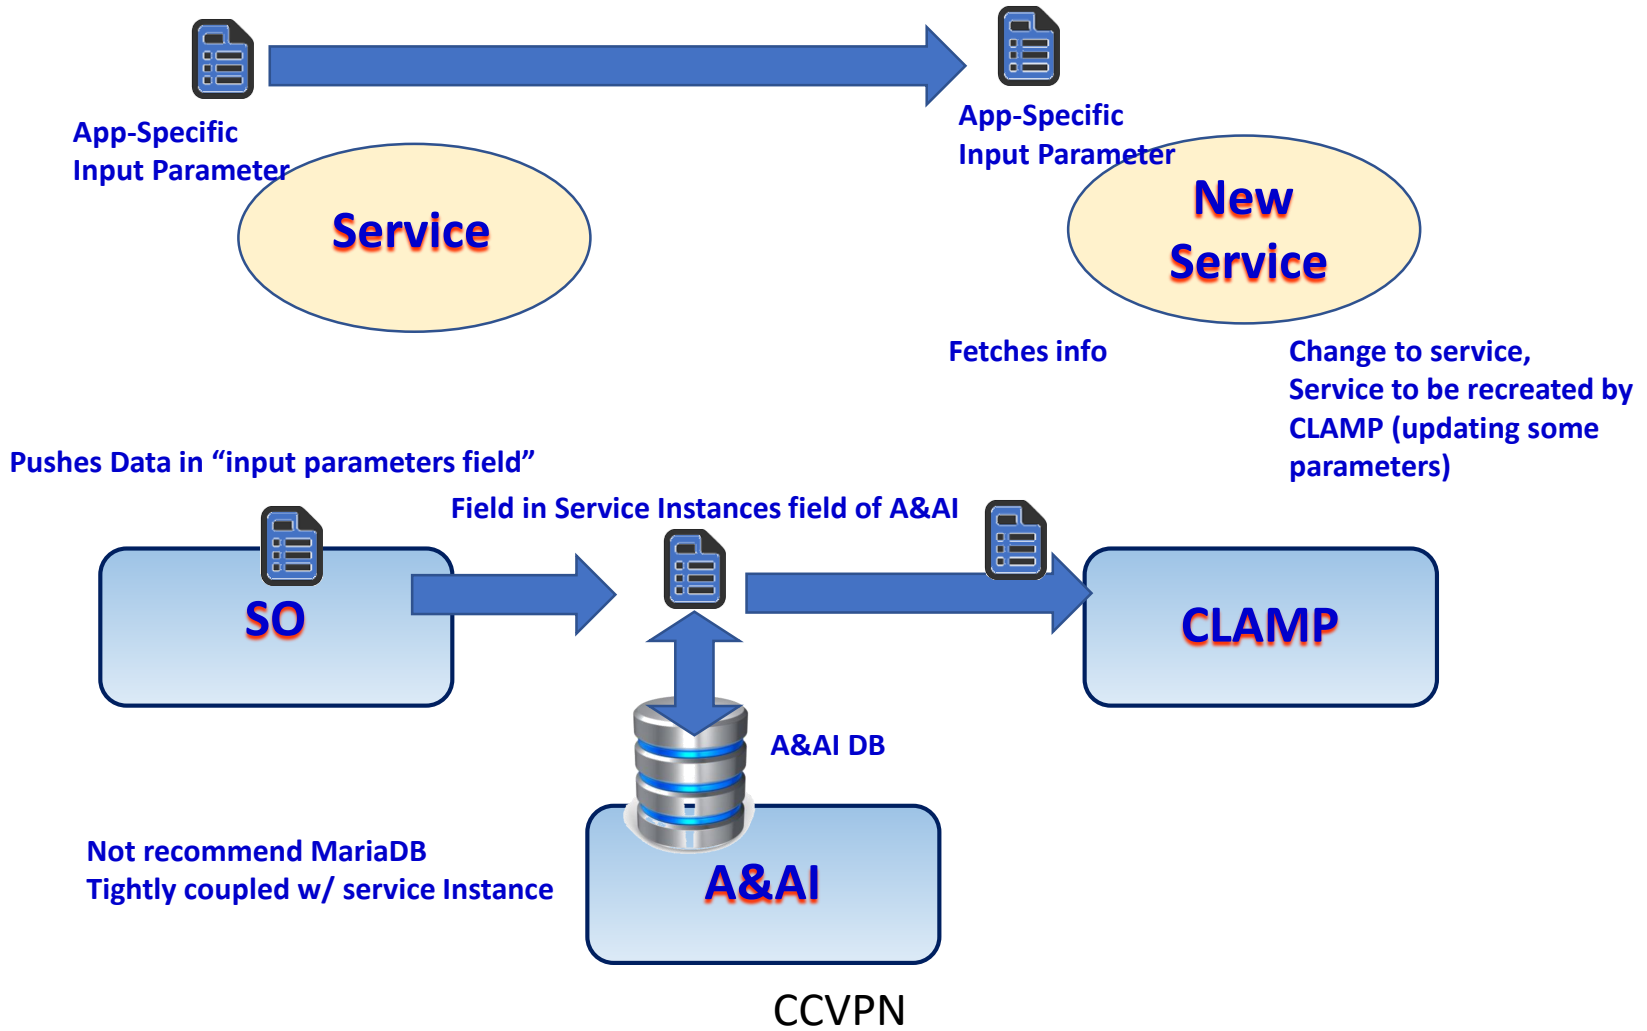 App-Specific
Input Parameter
App-Specific
Input Parameter
Service
New
Service
Fetches info
Change to service,
Service to be recreated by
CLAMP (updating some
parameters)
Pushes Data in “input parameters field”
Field in Service Instances field of A&AI
SO
CLAMP
A&AI DB
Not recommend MariaDB
Tightly coupled w/ service Instance
A&AI
CCVPN